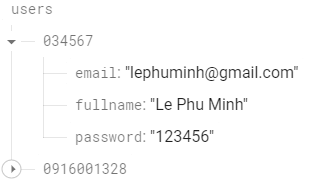 users
034567
email: "lephuminh@gmail.com"
fullname: "Le Phu Minh"
password: "123456"
0916001328